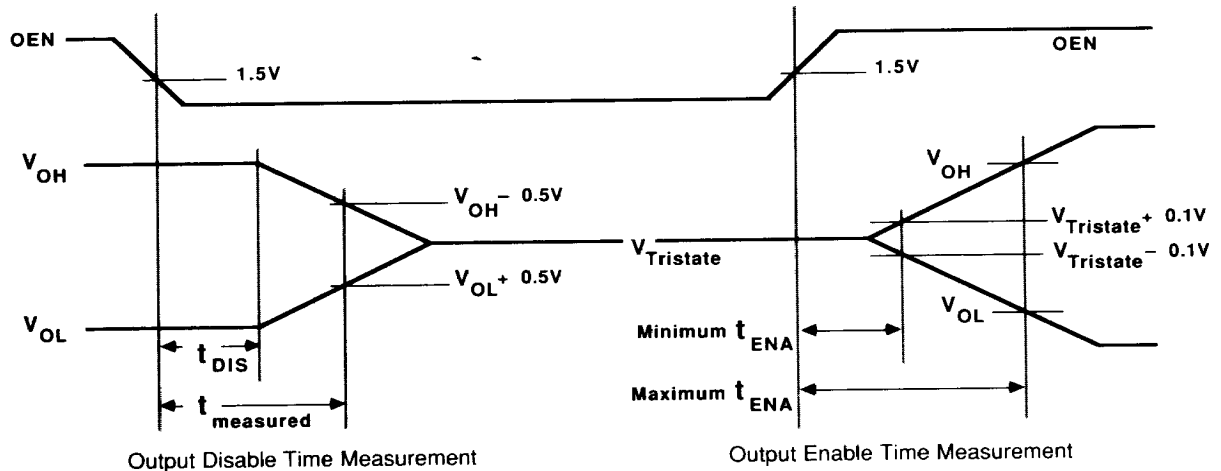 OEN
1.5V
OEN
1.5V
VOH
VOH
VOH− 0.5V
VTristate+ 0.1V
VTristate
VTristate− 0.1V
VOL+ 0.5V
VOL
VOL
tDIS
Minimum tENA
tmeasured
Maximum tENA
Output Disable Time Measurement
Output Enable Time Measurement